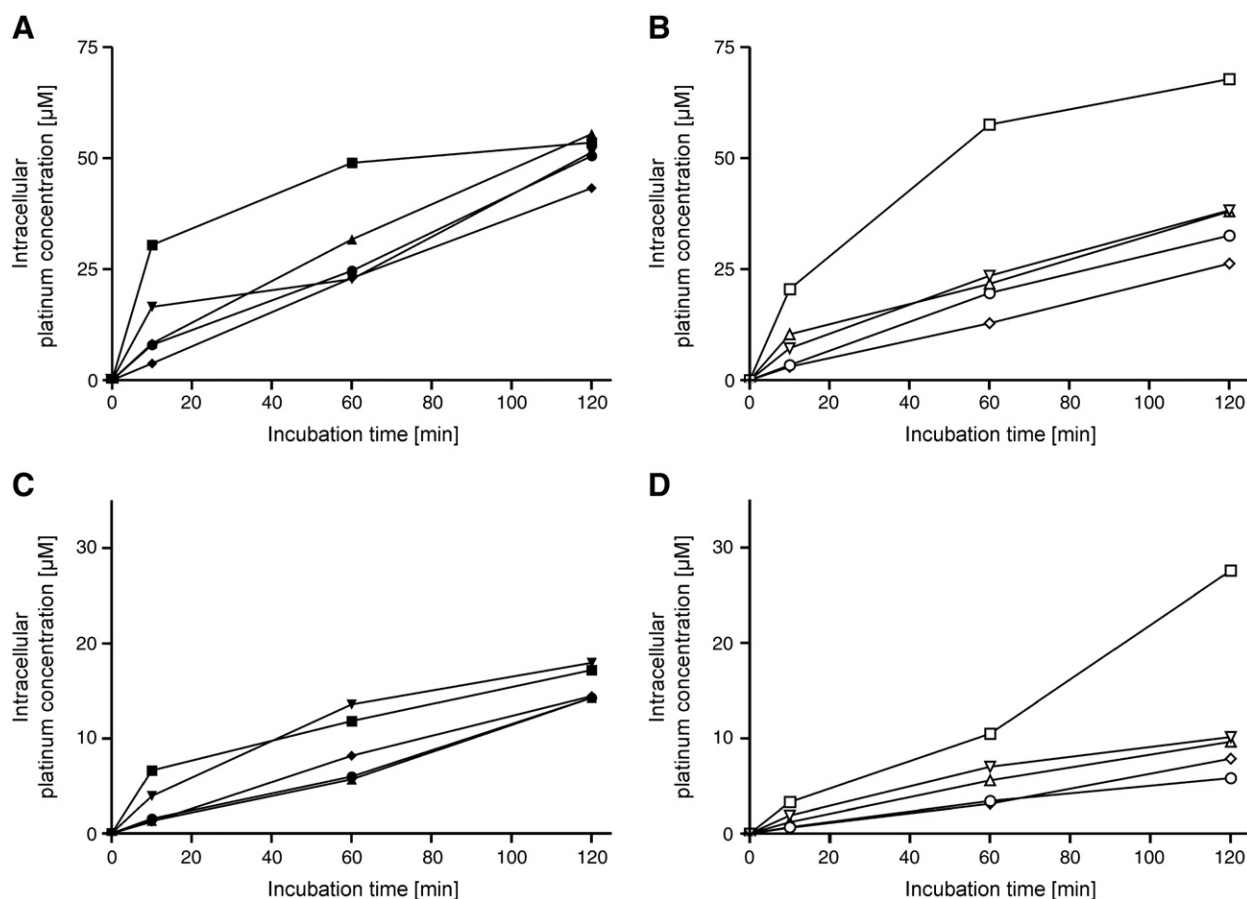 A
Intracellular
platinum concentration [µM]
75
50
25
0
0 20 40 60 80 100 120
Incubation time [min]
B
Intracellular
platinum concentration [µM]
75
50
25
0
0 20 40 60 80 100 120
Incubation time [min]
C
Intracellular
platinum concentration [µM]
30
20
10
0
0 20 40 60 80 100 120
Incubation time [min]
D
Intracellular
platinum concentration [µM]
30
20
10
0
0 20 40 60 80 100 120
Incubation time [min]